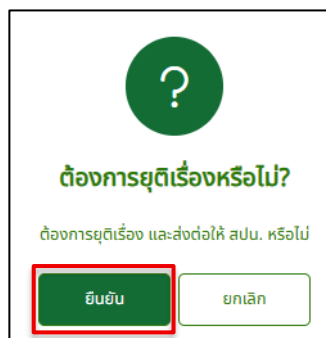 ?
ต้องการยุติเรื่องหรือไม่?
ต้องการยุติเรื่อง และส่งต่อให้ สปน. หรือไม่
ยืนยัน
ยกเลิก